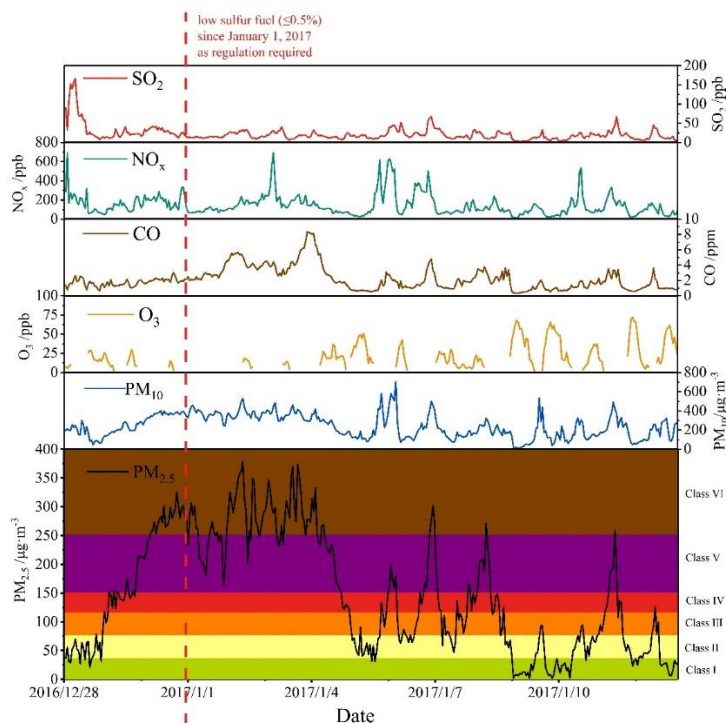 low sulfur fuel (≤0.5%)
since January 1, 2017
as regulation required
SO2
200
150
100
50
0
SO2 /ppb
NOx
800
600
400
200
0
NOx /ppb
CO
10
8
6
4
2
0
CO /ppm
O3
100
75
50
25
0
O3 /ppb
PM10
800
600
400
200
0
PM10/μg·m-3
PM2.5
400
350
300
250
200
150
100
50
0
PM2.5 /μg·m-3
Class VI
Class V
Class IV
Class III
Class II
Class I
2016/12/28
2017/1/1
2017/1/4
2017/1/7
2017/1/10
Date